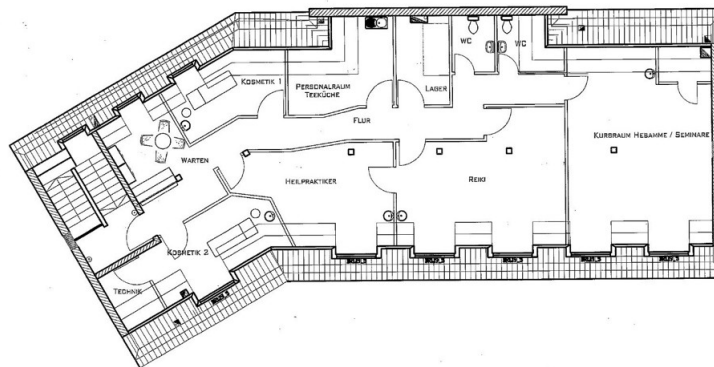 WC
WC
Kosmetik 1
Personalraum
Teeküche
Lager
Flur
Kursraum Hebamme / Seminare
Warten
Heilpraktiker
Reiki
Kosmetik 2
Technik